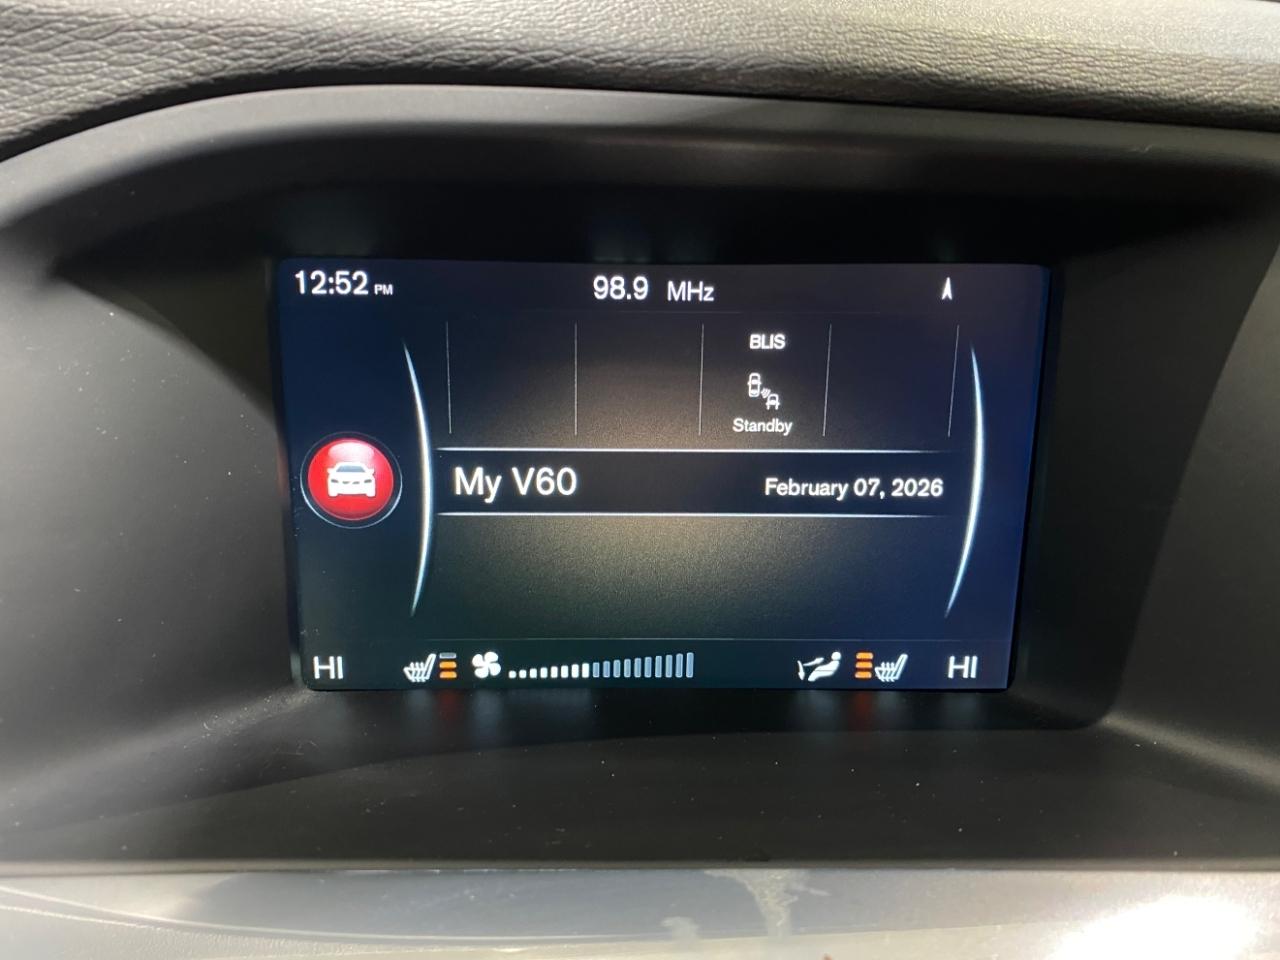 12:52 PM
98.9 MHz
BLIS
Standby
My V60
February 07, 2026
HI
HI